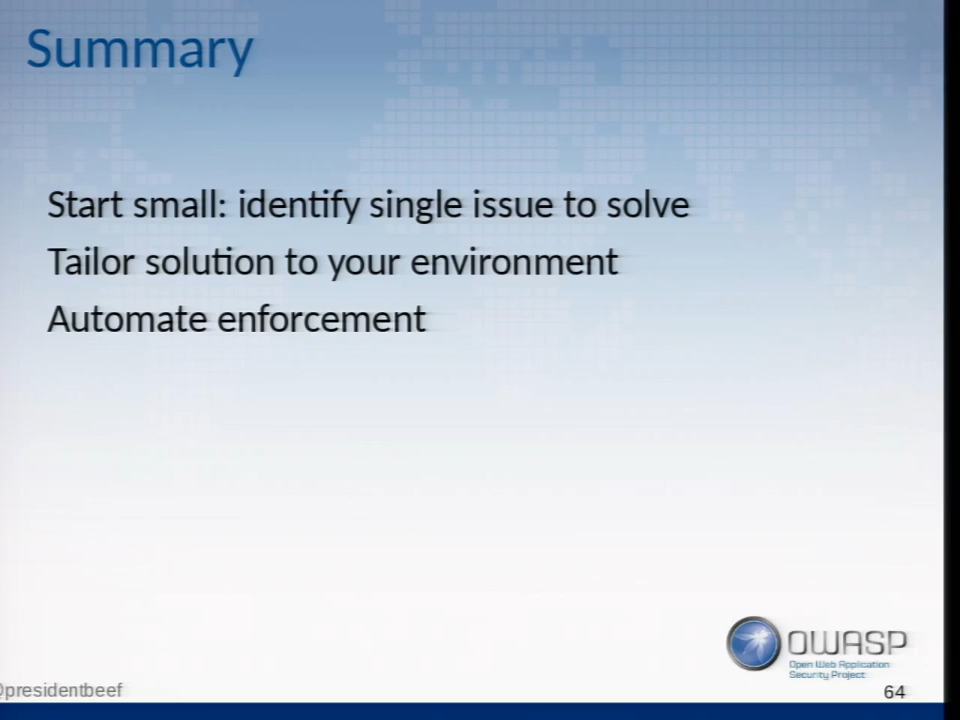 Summary
Start small: identify single issue to solve
Tailor solution to your environment
Automate enforcement
OWASP
Open Web Application
Security Project
@presidentbeef
64